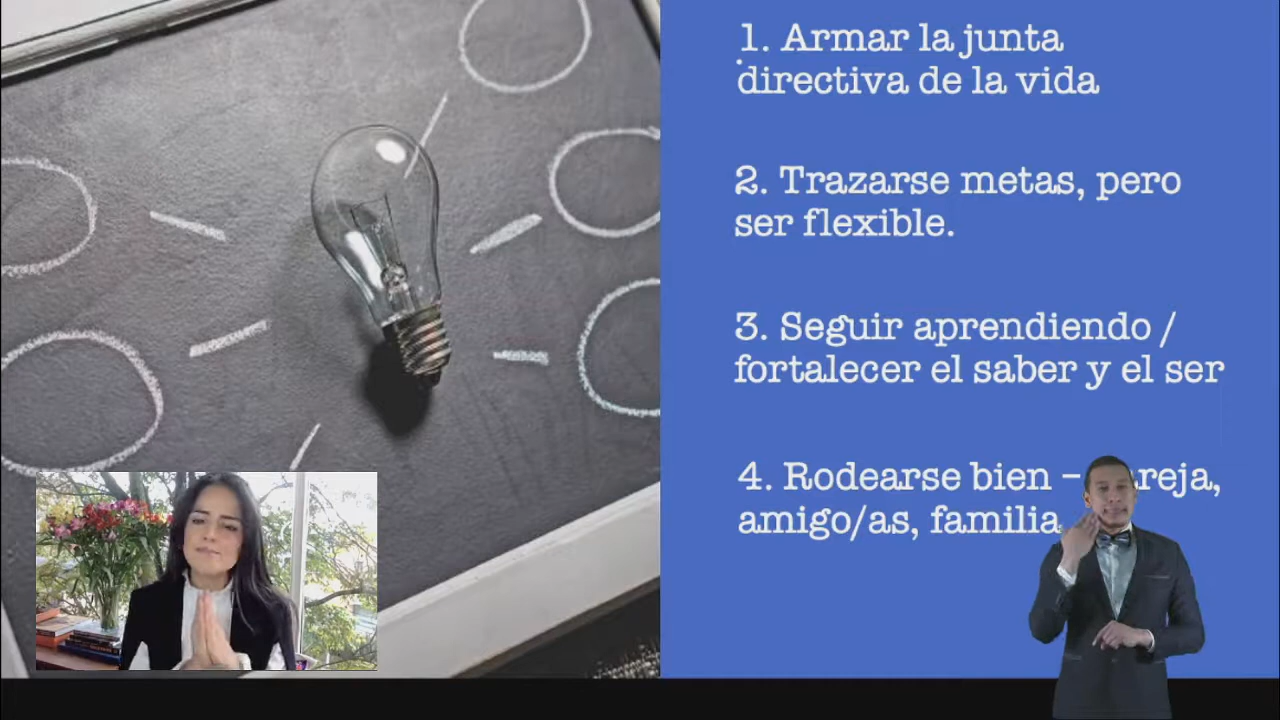 1. Armar la junta
directiva de la vida
2. Trazarse metas, pero
ser flexible.
3. Seguir aprendiendo /
fortalecer el saber y el ser
4. Rodearse bien –
amigo/as, familia